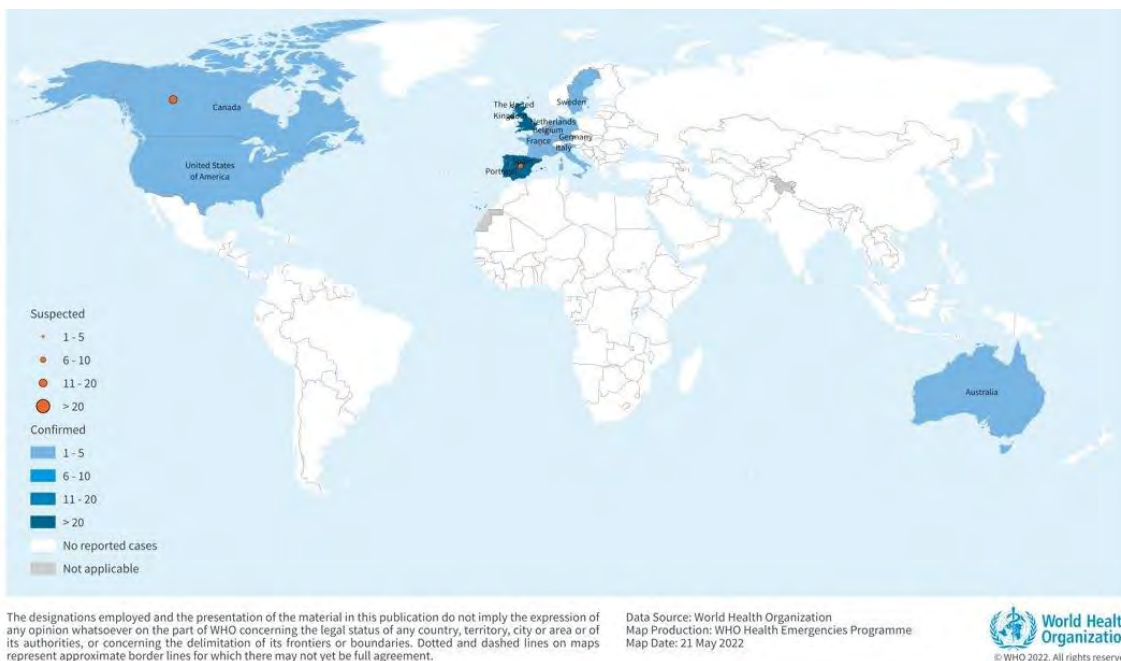 Canada
United States
of America
The United
Kingdom
Sweden
Netherlands
Belgium
Germany
France
Italy
Australia
Suspected
1 - 5
6 - 10
11 - 20
> 20
Confirmed
1 - 5
6 - 10
11 - 20
> 20
No reported cases
Not applicable
The designations employed and the presentation of the material in this publication do not imply the expression of
any opinion whatsoever on the part of WHO concerning the legal status of any country, territory, city or area or of
its authorities, or concerning the delimitation of its frontiers or boundaries. Dotted and dashed lines on maps
represent approximate border lines for which there may not yet be full agreement.
Data Source: World Health Organization
Map Production: WHO Health Emergencies Programme
Map Date: 21 May 2022
World Healt
Organizatio
© WHO 2022. All rights reserve